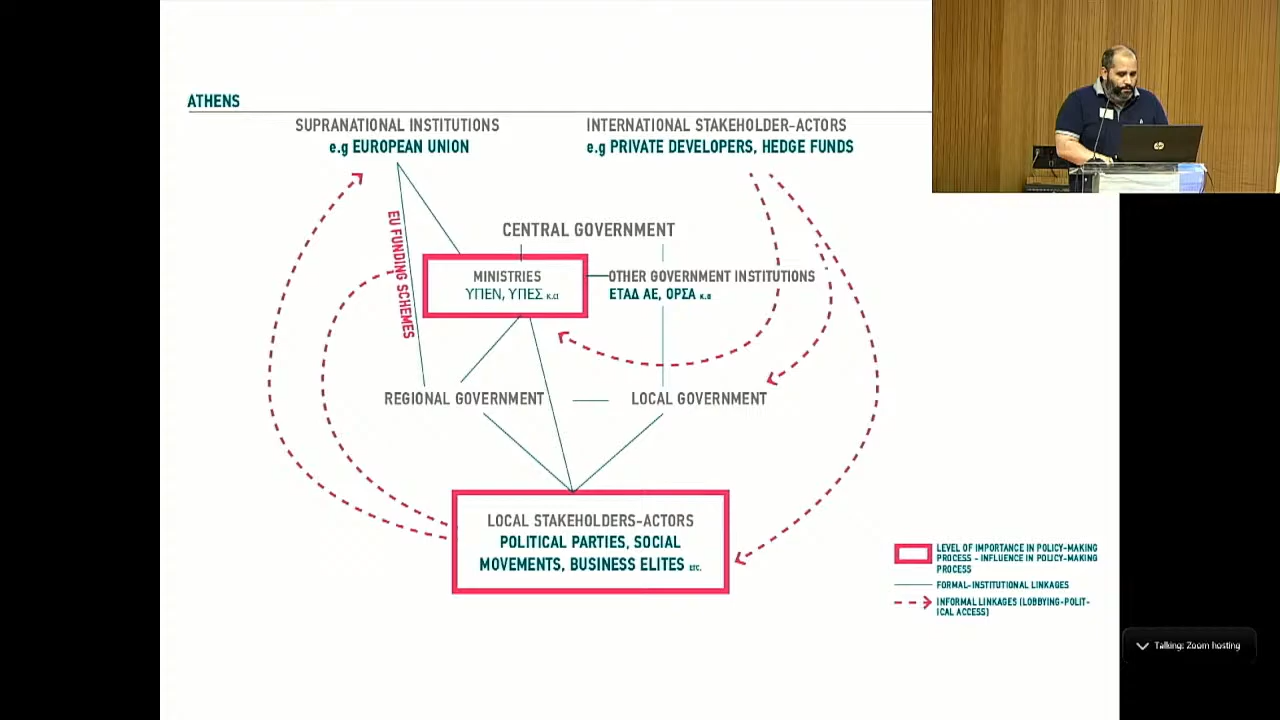 ATHENS
SUPRANATIONAL INSTITUTIONS
e.g EUROPEAN UNION
INTERNATIONAL STAKEHOLDER-ACTORS
e.g PRIVATE DEVELOPERS, HEDGE FUNDS
EU FUNDING SCHEMES
CENTRAL GOVERNMENT
MINISTRIES
ΥΠΕΝ, ΥΠΕΣ κ.α
OTHER GOVERNMENT INSTITUTIONS
ΕΤΑΔ ΑΕ, ΟΡΣΑ κ.α
REGIONAL GOVERNMENT
LOCAL GOVERNMENT
LOCAL STAKEHOLDERS-ACTORS
POLITICAL PARTIES, SOCIAL
MOVEMENTS, BUSINESS ELITES ETC.
LEVEL OF IMPORTANCE IN POLICY-MAKING
PROCESS - INFLUENCE IN POLICY-MAKING
PROCESS
FORMAL-INSTITUTIONAL LINKAGES
INFORMAL LINKAGES (LOBBYING-POLIT-
ICAL ACCESS)
Talking: Zoom hosting
hp